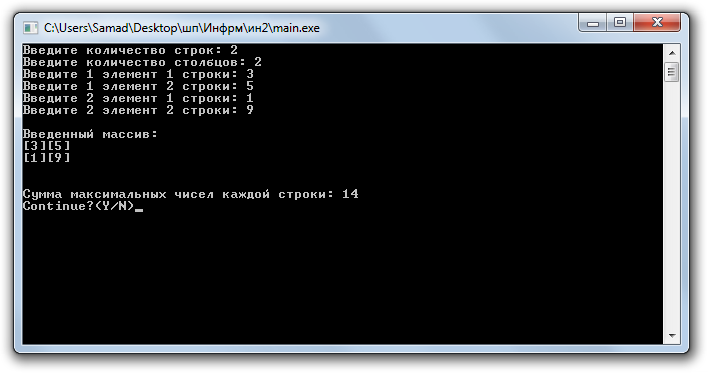 C:\Users\Samad\Desktop\шп\Инфрм\ин2\main.exe
Введите количество строк: 2
Введите количество столбцов: 2
Введите 1 элемент 1 строки: 3
Введите 1 элемент 2 строки: 5
Введите 2 элемент 1 строки: 1
Введите 2 элемент 2 строки: 9
Введенный массив:
[3][5]
[1][9]
Сумма максимальных чисел каждой строки: 14
Continue?(Y/N)_